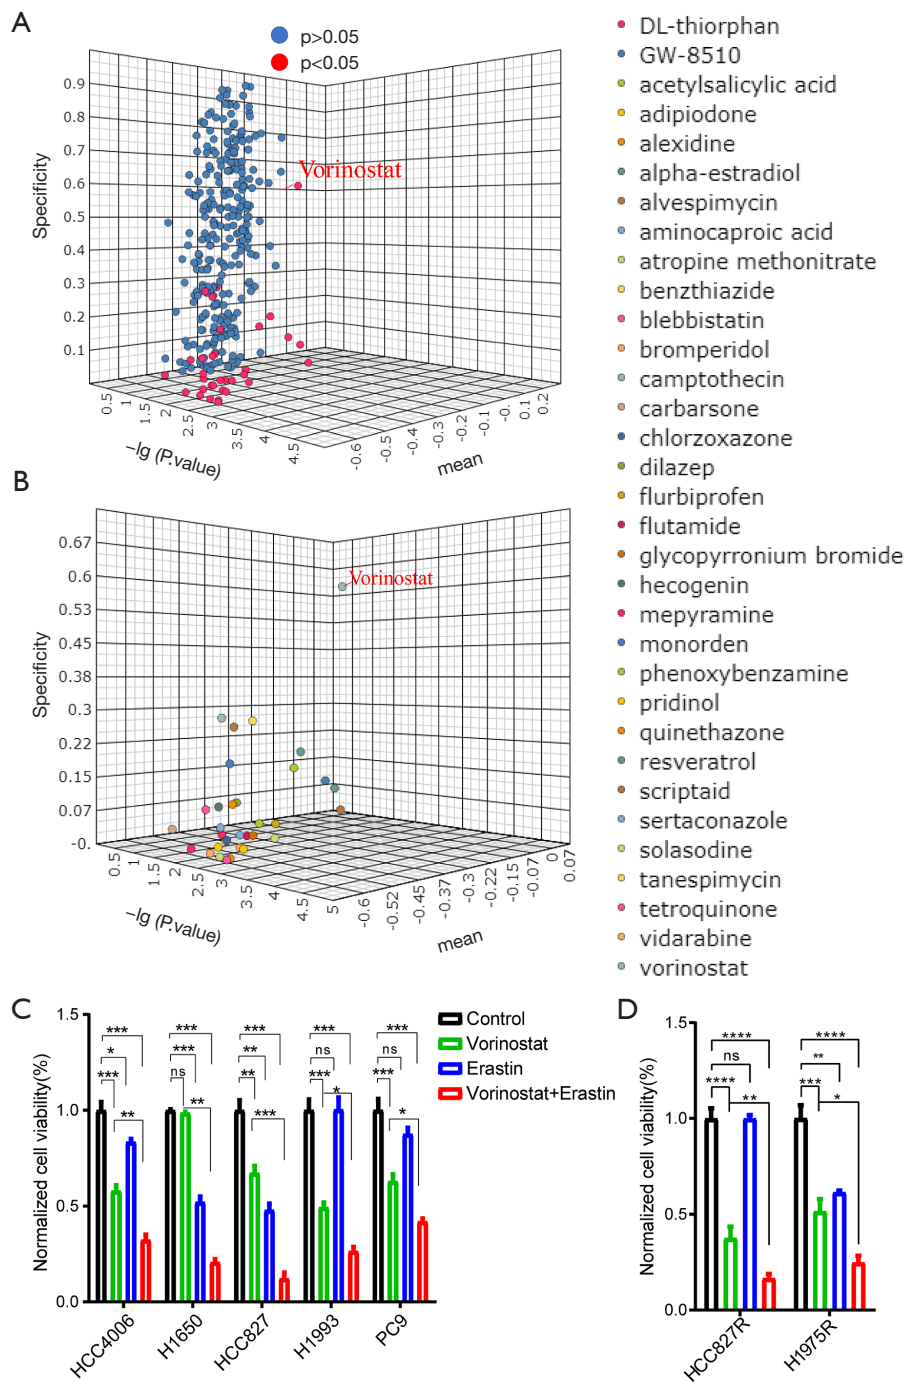 A
p>0.05
p<0.05
Vorinostat
Specificity
0.9
0.8
0.7
0.6
0.5
0.4
0.3
0.2
0.1
0.5
1
1.5
2
2.5
3
3.5
4
4.5
–lg (P.value)
-0.6
-0.5
-0.4
-0.3
-0.2
-0.1
-0.
0.1
0.2
mean
B
Vorinostat
Specificity
0.67
0.6
0.53
0.45
0.38
0.3
0.22
0.15
0.07
-0.
0.5
1
1.5
2
2.5
3
3.5
4
4.5
5
–lg (P.value)
-0.6
-0.52
-0.45
-0.37
-0.3
-0.22
-0.15
-0.07
0
0.07
mean
DL-thiorphan
GW-8510
acetylsalicylic acid
adipiodone
alexidine
alpha-estradiol
alvespimycin
aminocaproic acid
atropine methonitrate
benzthiazide
blebbistatin
bromperidol
camptothecin
carbarsone
chlorzoxazone
dilazep
flurbiprofen
flutamide
glycopyrronium bromide
hecogenin
mepyramine
monorden
phenoxybenzamine
pridinol
quinethazone
resveratrol
scriptaid
sertaconazole
solasodine
tanespimycin
tetroquinone
vidarabine
vorinostat
C
Normalized cell viability(%)
1.5
1.0
0.5
0.0
*** *** *** *** ***
* *** ** ns ns
*** ns ** *** ***
** ** *** * *
HCC4006
H1650
HCC827
H1993
PC9
Control
Vorinostat
Erastin
Vorinostat+Erastin
D
Normalized cell viability(%)
1.5
1.0
0.5
0.0
**** ****
ns **
**** ***
** *
HCC827R
H1975R